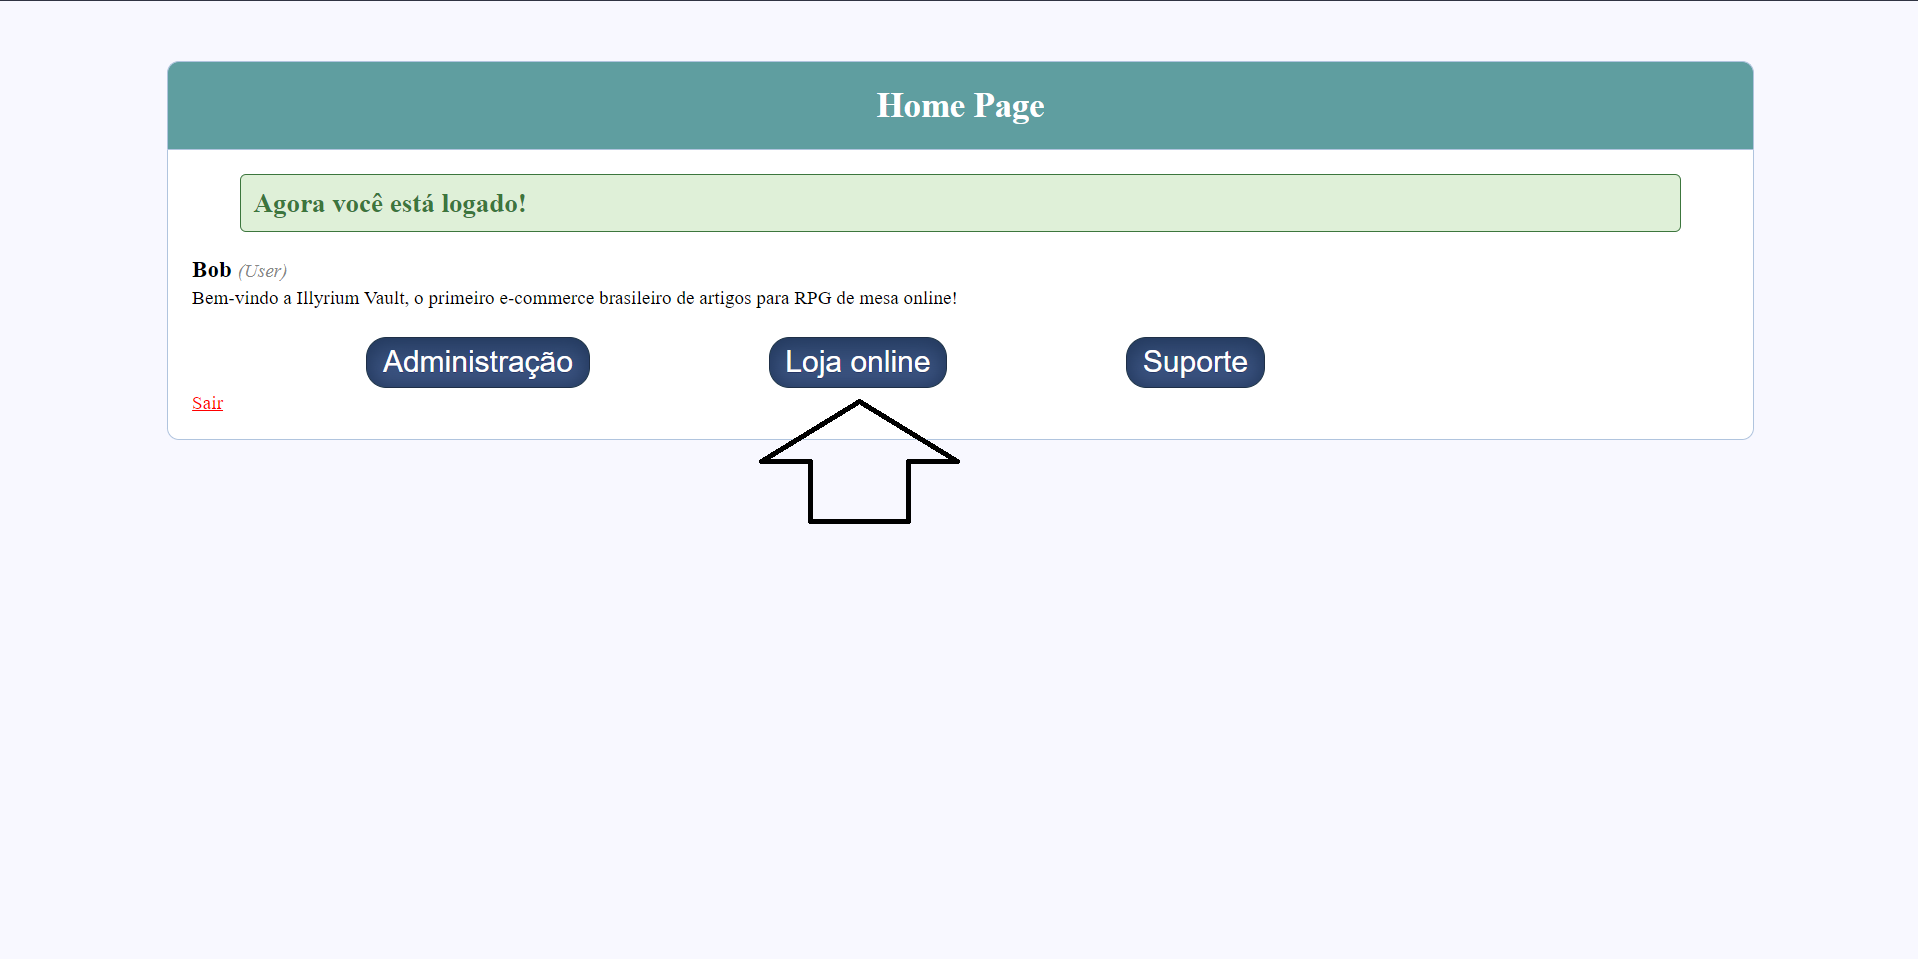 Home Page
Agora você está logado!
Bob (User)
Bem-vindo a Illyrium Vault, o primeiro e-commerce brasileiro de artigos para RPG de mesa online!
Administração Loja online Suporte
Sair